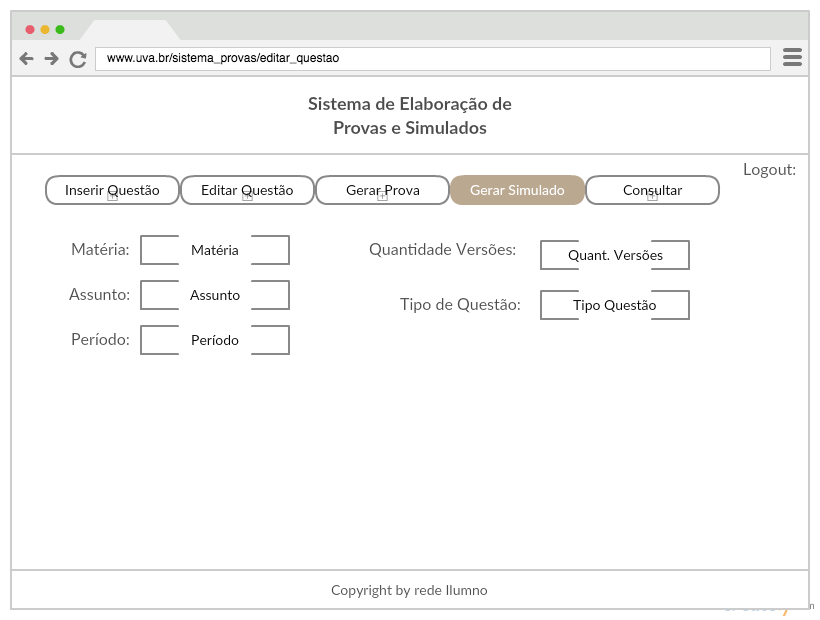 www.uva.br/sistema_provas/editar_questao
Sistema de Elaboração de
Provas e Simulados
Logout:
Inserir Questão Editar Questão Gerar Prova Gerar Simulado Consultar
Matéria: Matéria Quantidade Versões: Quant. Versões
Assunto: Assunto Tipo de Questão: Tipo Questão
Período: Período
Copyright by rede Ilumno